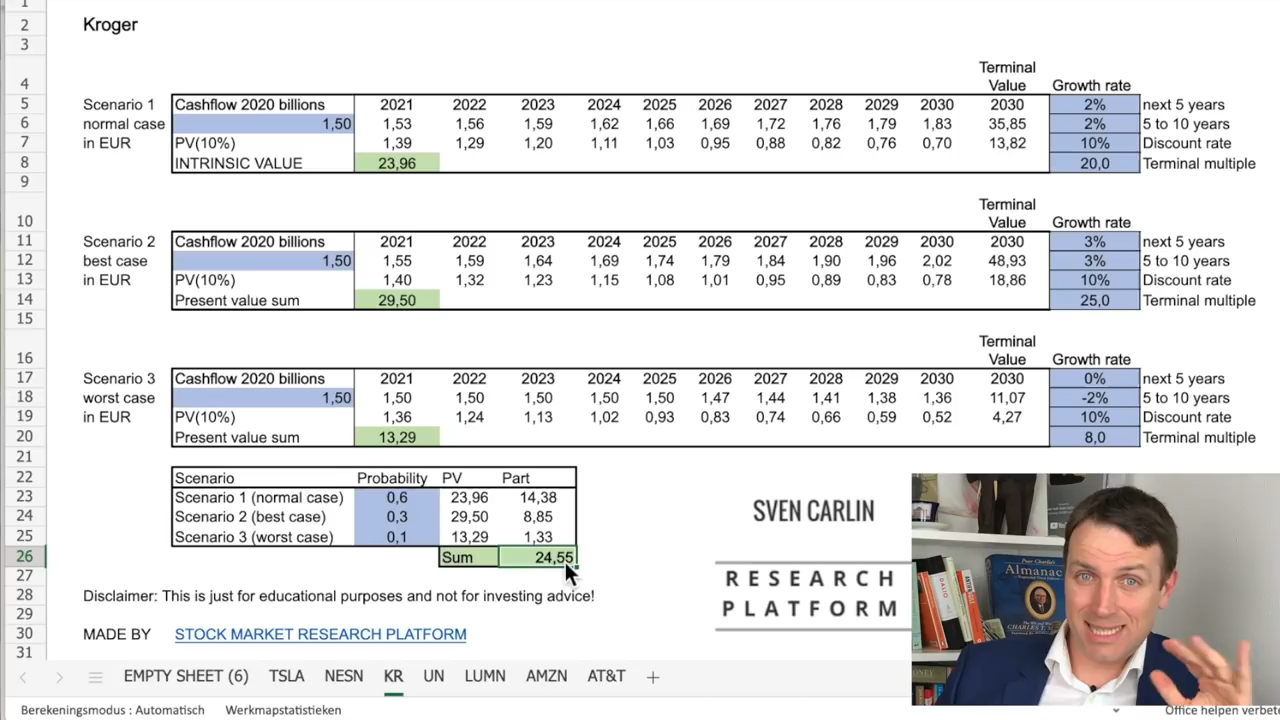 1
2 Kroger
3
Terminal
4 Value Growth rate
5 Scenario 1 Cashflow 2020 billions 2021 2022 2023 2024 2025 2026 2027 2028 2029 2030 2030 2% next 5 years
6 normal case 1,50 1,53 1,56 1,59 1,62 1,66 1,69 1,72 1,76 1,79 1,83 35,85 2% 5 to 10 years
7 in EUR PV(10%) 1,39 1,29 1,20 1,11 1,03 0,95 0,88 0,82 0,76 0,70 13,82 10% Discount rate
8 INTRINSIC VALUE 23,96 20,0 Terminal multiple
9
Terminal
10 Value Growth rate
11 Scenario 2 Cashflow 2020 billions 2021 2022 2023 2024 2025 2026 2027 2028 2029 2030 2030 3% next 5 years
12 best case 1,50 1,55 1,59 1,64 1,69 1,74 1,79 1,84 1,90 1,96 2,02 48,93 3% 5 to 10 years
13 in EUR PV(10%) 1,40 1,32 1,23 1,15 1,08 1,01 0,95 0,89 0,83 0,78 18,86 10% Discount rate
14 Present value sum 29,50 25,0 Terminal multiple
15
Terminal
16 Value Growth rate
17 Scenario 3 Cashflow 2020 billions 2021 2022 2023 2024 2025 2026 2027 2028 2029 2030 2030 0% next 5 years
18 worst case 1,50 1,50 1,50 1,50 1,50 1,50 1,47 1,44 1,41 1,38 1,36 11,07 -2% 5 to 10 years
19 in EUR PV(10%) 1,36 1,24 1,13 1,02 0,93 0,83 0,74 0,66 0,59 0,52 4,27 10% Discount rate
20 Present value sum 13,29 8,0 Terminal multiple
21
22 Scenario Probability PV Part
23 Scenario 1 (normal case) 0,6 23,96 14,38
24 Scenario 2 (best case) 0,3 29,50 8,85
25 Scenario 3 (worst case) 0,1 13,29 1,33
26 Sum 24,55
27
28 Disclaimer: This is just for educational purposes and not for investing advice!
29
30 MADE BY STOCK MARKET RESEARCH PLATFORM
31
SVEN CARLIN
RESEARCH
PLATFORM
Poor Charlie's
Almanac
DALIO
EMPTY SHEET (6) TSLA NESN KR UN LUMN AMZN AT&T +
Berekeningsmodus : Automatisch Werkmapstatistieken Office helpen verbete